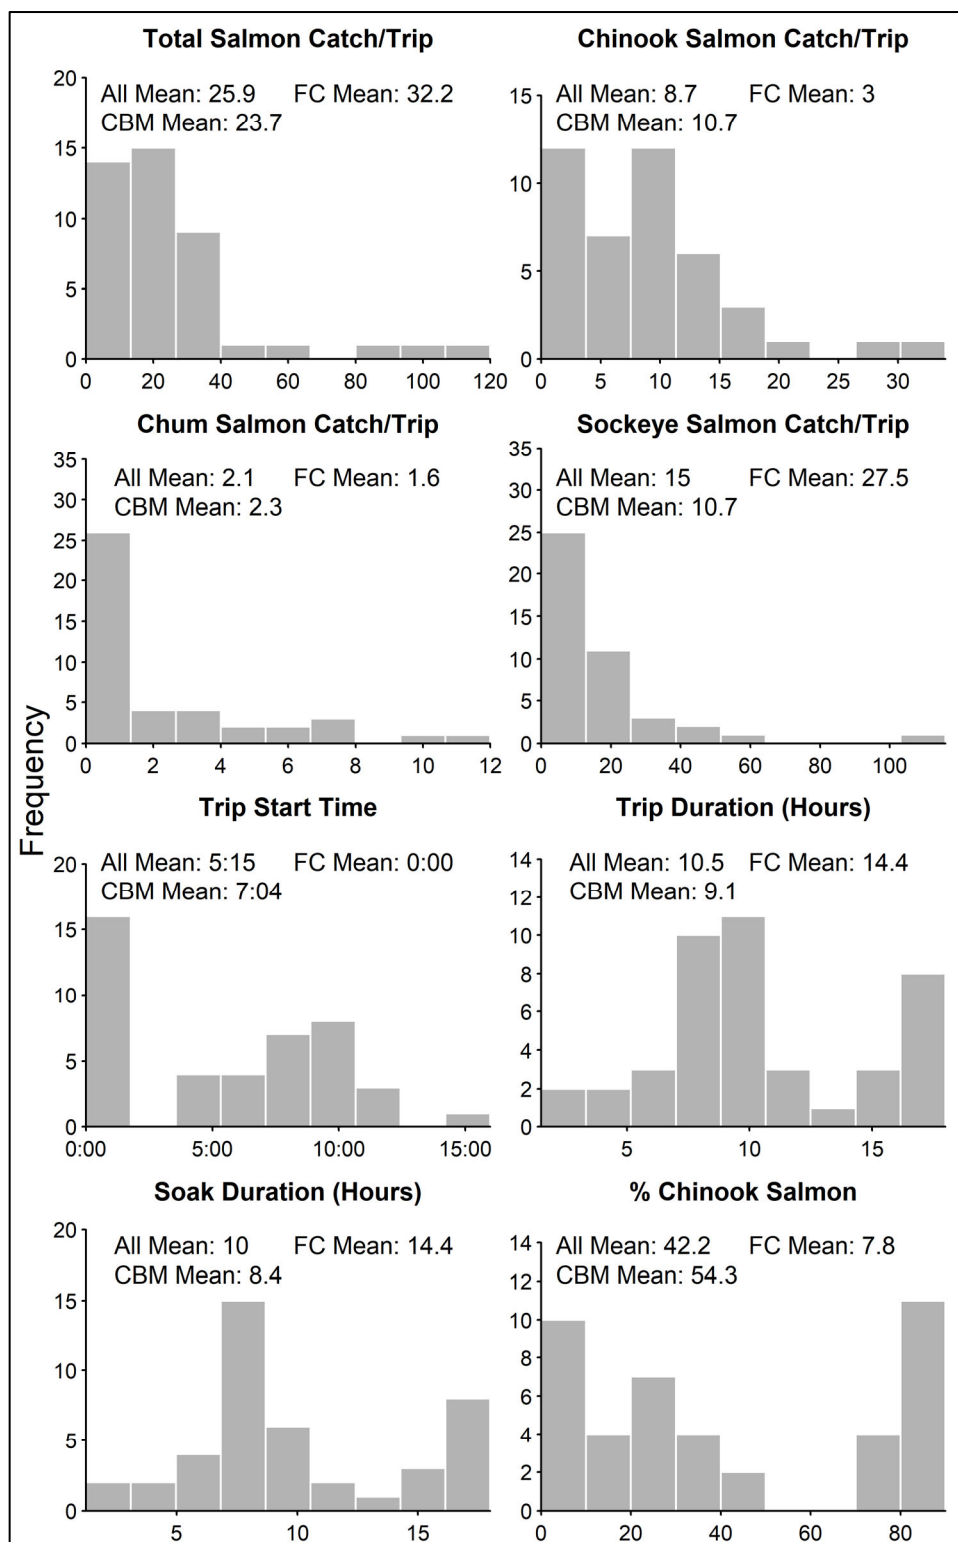 Total Salmon Catch/Trip
All Mean: 25.9 FC Mean: 32.2
CBM Mean: 23.7
20
15
10
5
0
0 20 40 60 80 100 120
Chinook Salmon Catch/Trip
All Mean: 8.7 FC Mean: 3
CBM Mean: 10.7
15
10
5
0
0 5 10 15 20 25 30
Chum Salmon Catch/Trip
All Mean: 2.1 FC Mean: 1.6
CBM Mean: 2.3
35
30
25
20
15
10
5
0
0 2 4 6 8 10 12
Sockeye Salmon Catch/Trip
All Mean: 15 FC Mean: 27.5
CBM Mean: 10.7
35
30
25
20
15
10
5
0
0 20 40 60 80 100
Frequency
Trip Start Time
All Mean: 5:15 FC Mean: 0:00
CBM Mean: 7:04
20
15
10
5
0
0:00 5:00 10:00 15:00
Trip Duration (Hours)
All Mean: 10.5 FC Mean: 14.4
CBM Mean: 9.1
14
12
10
8
6
4
2
0
5 10 15
Soak Duration (Hours)
All Mean: 10 FC Mean: 14.4
CBM Mean: 8.4
20
15
10
5
0
5 10 15
% Chinook Salmon
All Mean: 42.2 FC Mean: 7.8
CBM Mean: 54.3
14
12
10
8
6
4
2
0
0 20 40 60 80